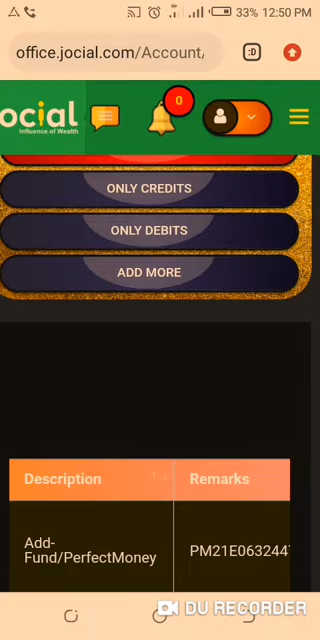 33% 12:50 PM
office.jocial.com/Account/
:D
ocial
Influence of Wealth
0
ONLY CREDITS
ONLY DEBITS
ADD MORE
Description Remarks
Add-
Fund/PerfectMoney
PM21E063244
DU RECORDER